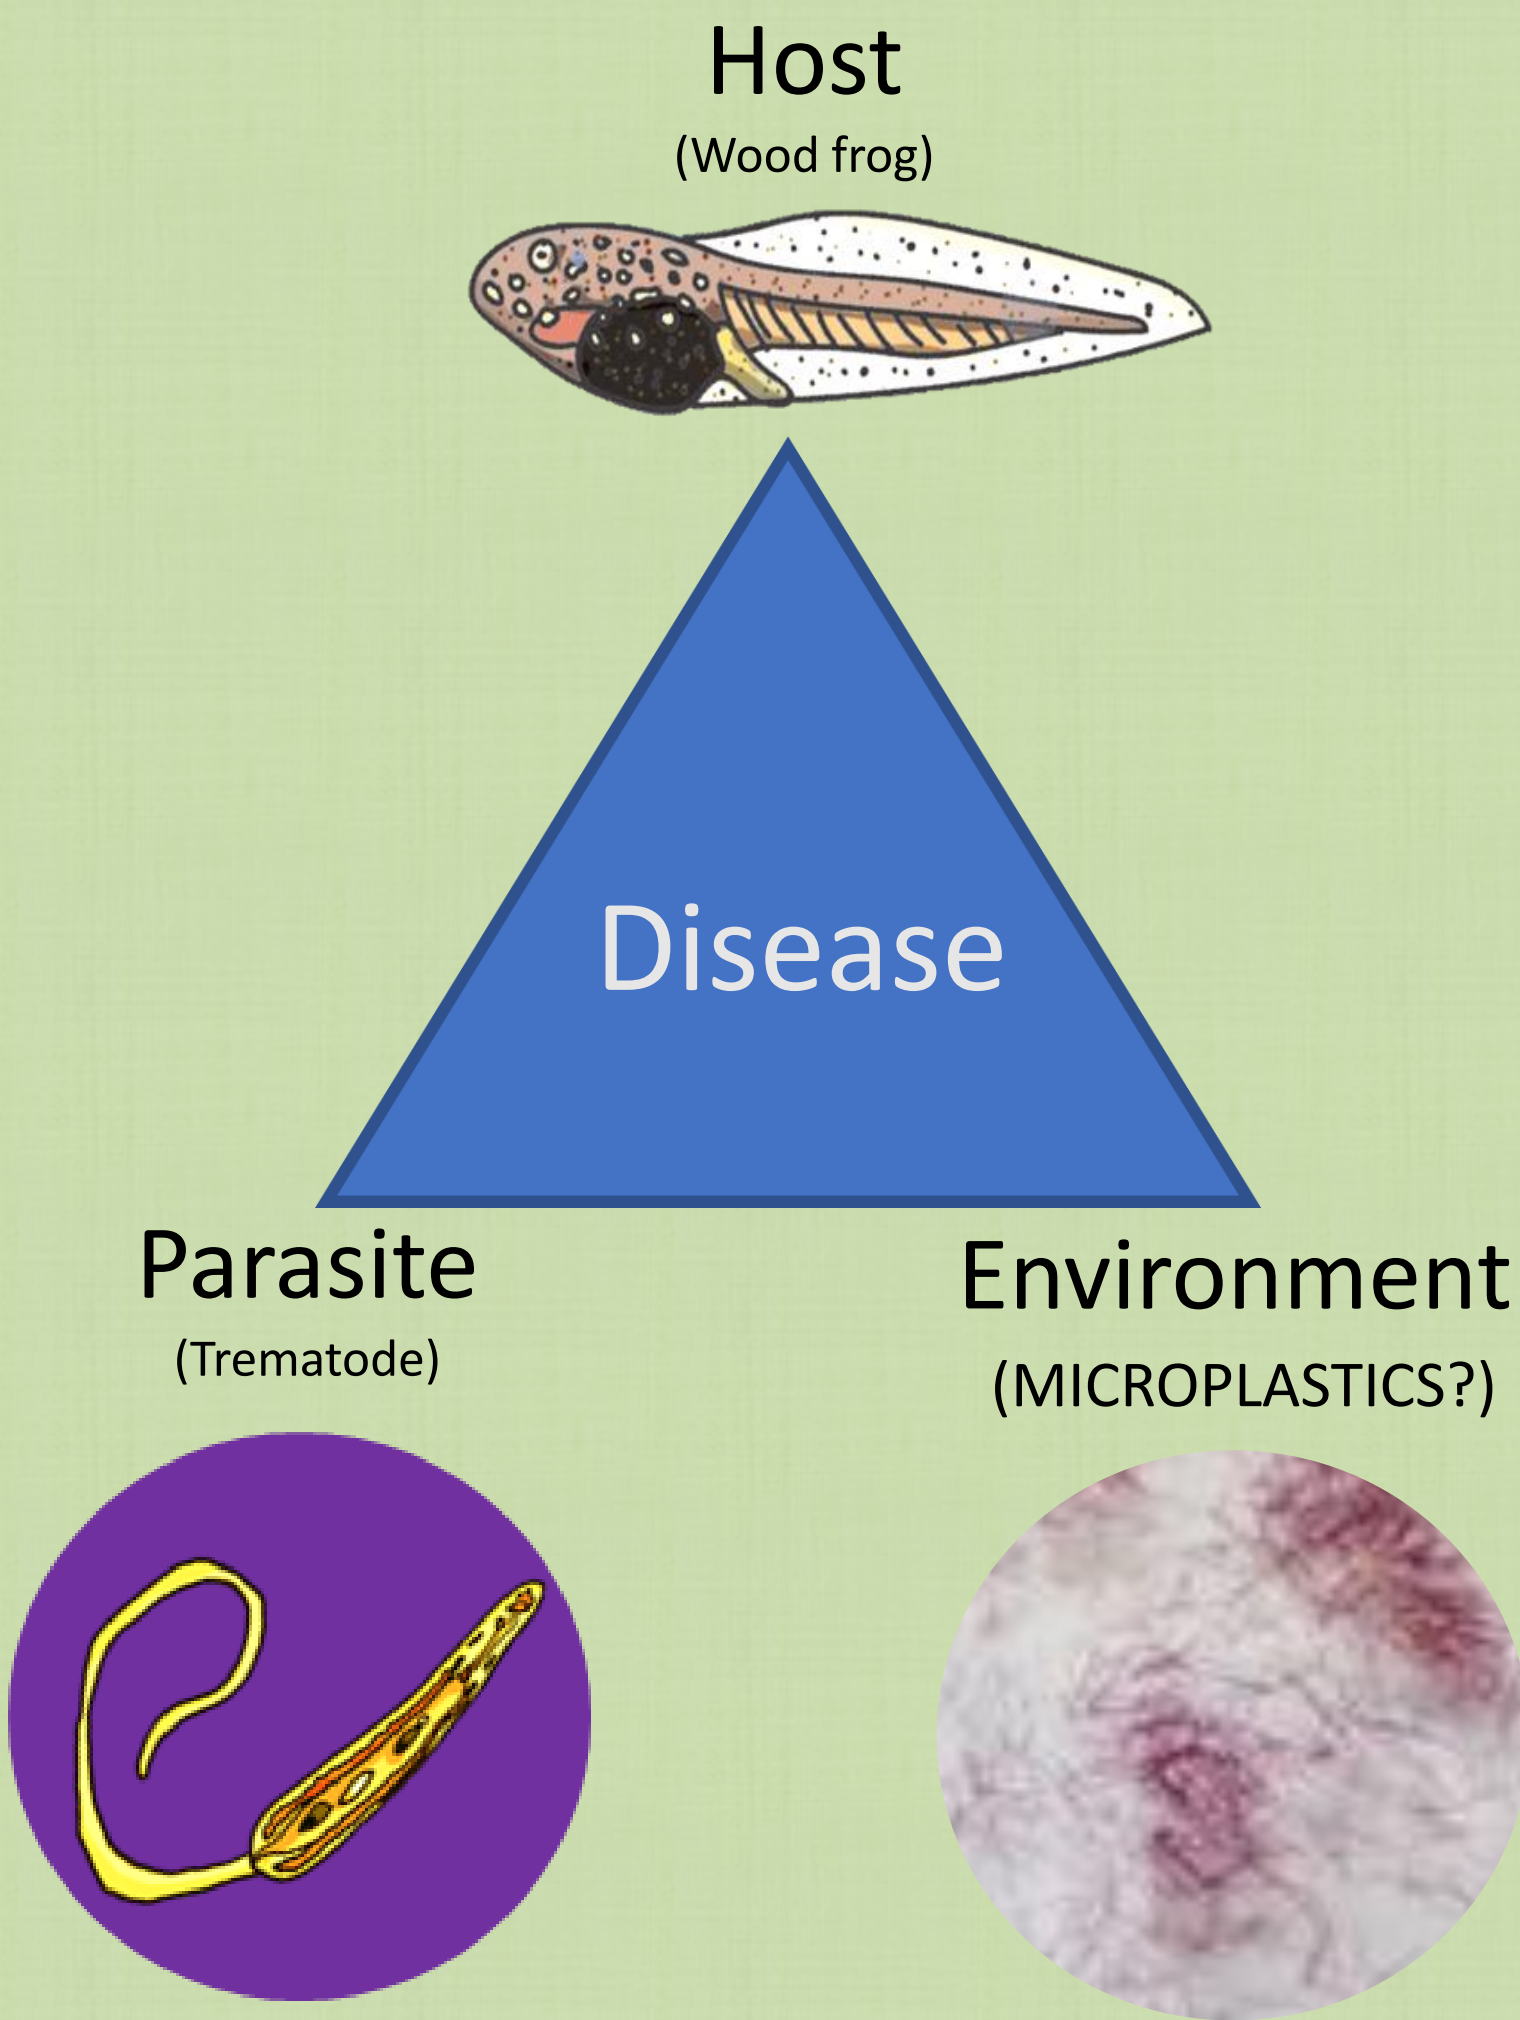 Host
(Wood frog)
Disease
Parasite
(Trematode)
Environment
(MICROPLASTICS?)